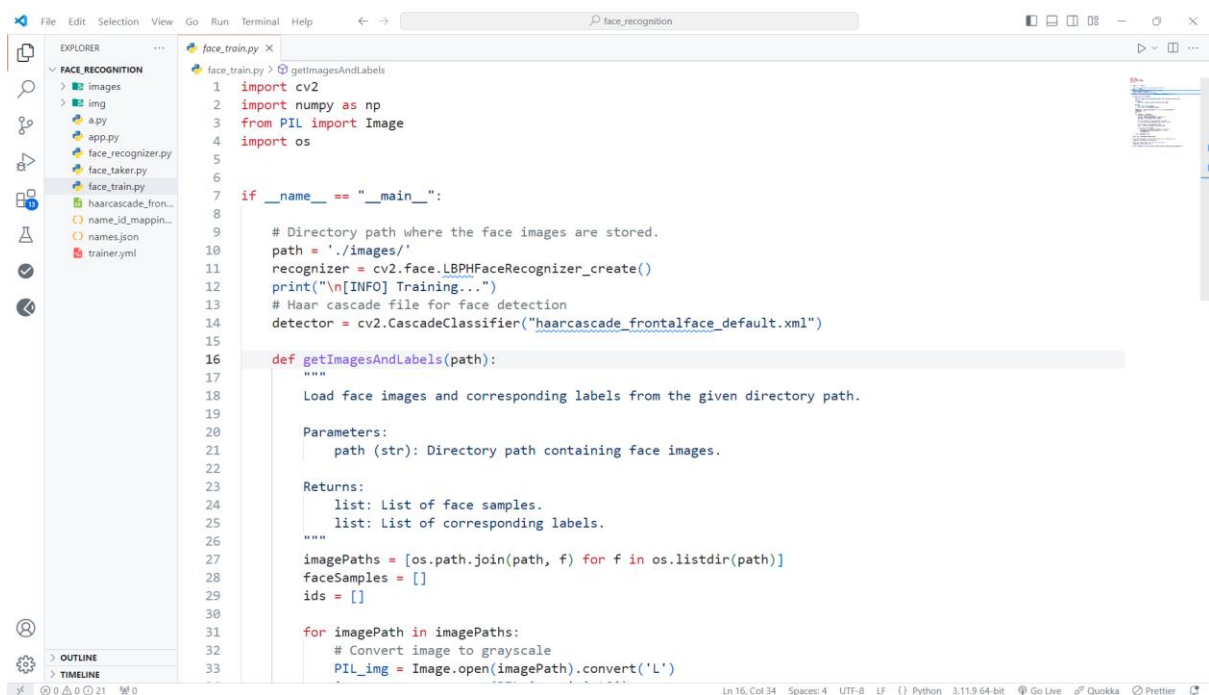 File Edit Selection View Go Run Terminal Help
face_recognition
EXPLORER
FACE_RECOGNITION
images
img
a.py
app.py
face_recognizer.py
face_taker.py
face_train.py
haarcascade_fron...
name_id_mappin...
names.json
trainer.yml
OUTLINE
TIMELINE
13
face_train.py
face_train.py > getImagesAndLabels
1 import cv2
2 import numpy as np
3 from PIL import Image
4 import os
5
6
7 if __name__ == "__main__":
8
9 # Directory path where the face images are stored.
10 path = './images/'
11 recognizer = cv2.face.LBPHFaceRecognizer_create()
12 print("\n[INFO] Training...")
13 # Haar cascade file for face detection
14 detector = cv2.CascadeClassifier("haarcascade_frontalface_default.xml")
15
16 def getImagesAndLabels(path):
17 """
18 Load face images and corresponding labels from the given directory path.
19
20 Parameters:
21 path (str): Directory path containing face images.
22
23 Returns:
24 list: List of face samples.
25 list: List of corresponding labels.
26 """
27 imagePaths = [os.path.join(path, f) for f in os.listdir(path)]
28 faceSamples = []
29 ids = []
30
31 for imagePath in imagePaths:
32 # Convert image to grayscale
33 PIL_img = Image.open(imagePath).convert('L')
0 0 21 0 Ln 16, Col 34 Spaces: 4 UTF-8 LF {} Python 3.11.9 64-bit Go Live Quokka Prettier